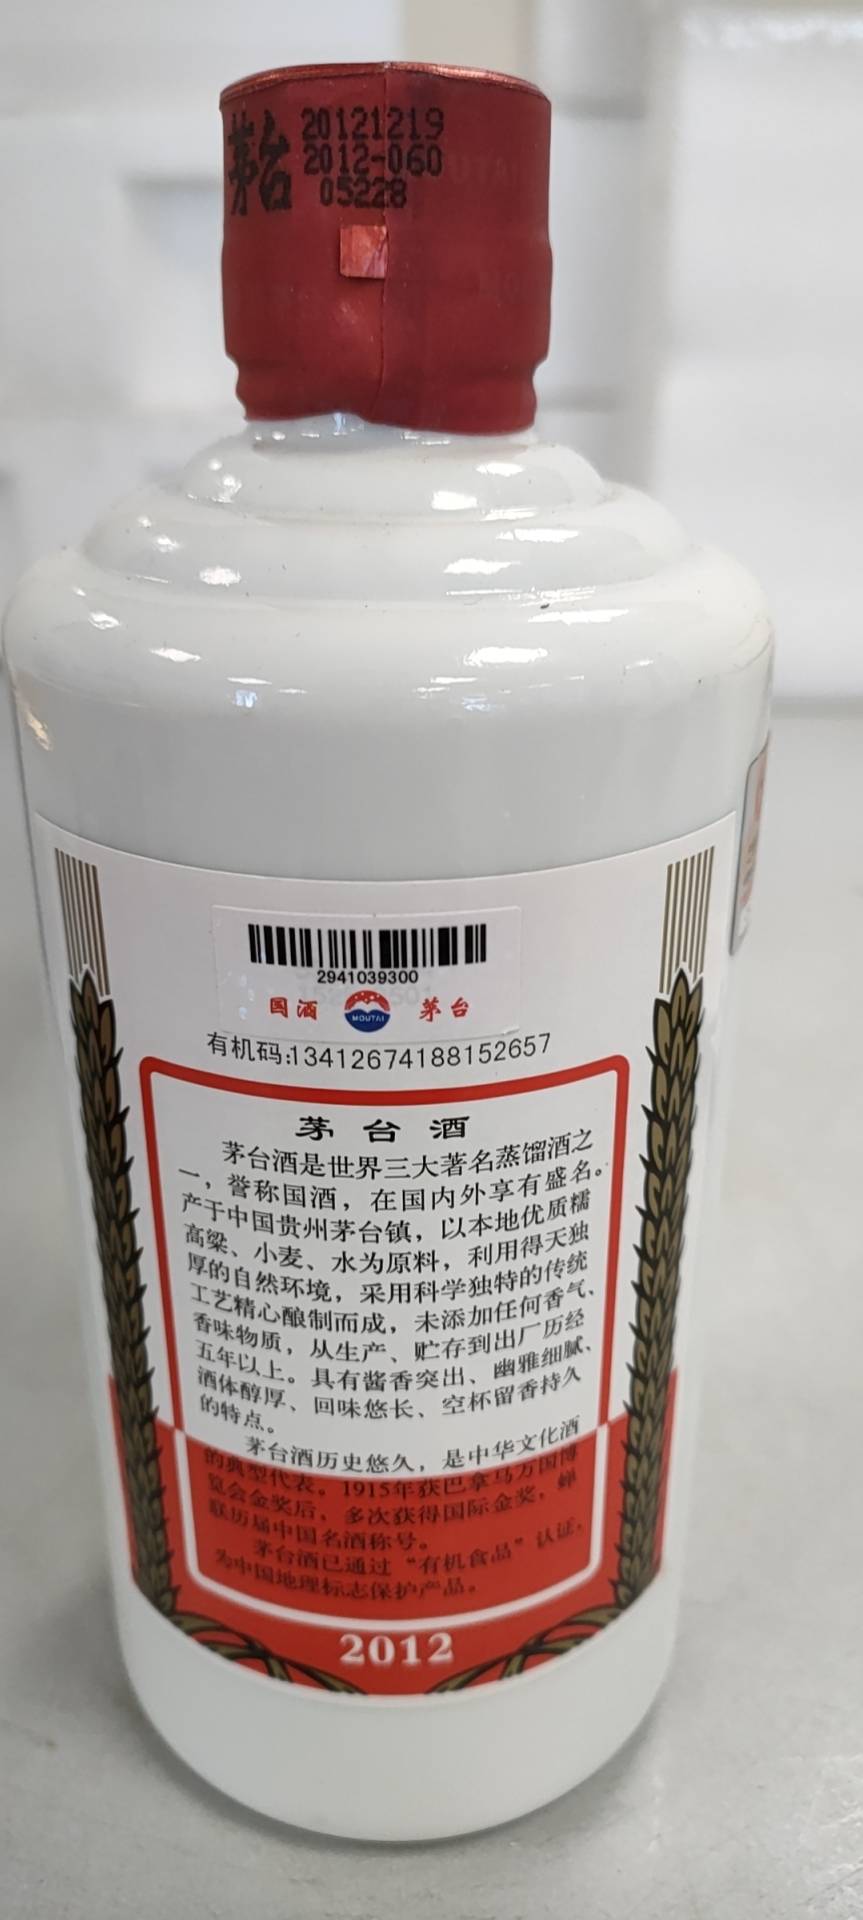 茅台
20121219
2012-060
05228
2941039300
国酒 MOUTAI 茅台
有机码:13412674188152657
茅台酒
茅台酒是世界三大著名蒸馏酒之
一，誉称国酒，在国内外享有盛名。
产于中国贵州茅台镇，以本地优质糯
高粱、小麦、水为原料，利用得天独
厚的自然环境，采用科学独特的传统
工艺精心酿制而成，未添加任何香气、
香味物质，从生产、贮存到出厂历经
五年以上。具有酱香突出、幽雅细腻、
酒体醇厚、回味悠长、空杯留香持久
的特点。
茅台酒历史悠久，是中华文化酒
的典型代表。1915年获巴拿马万国博
览会金奖后，多次获得国际金奖，蝉
联历届中国名酒称号。
茅台酒已通过“有机食品”认证，
为中国地理标志保护产品。
2012